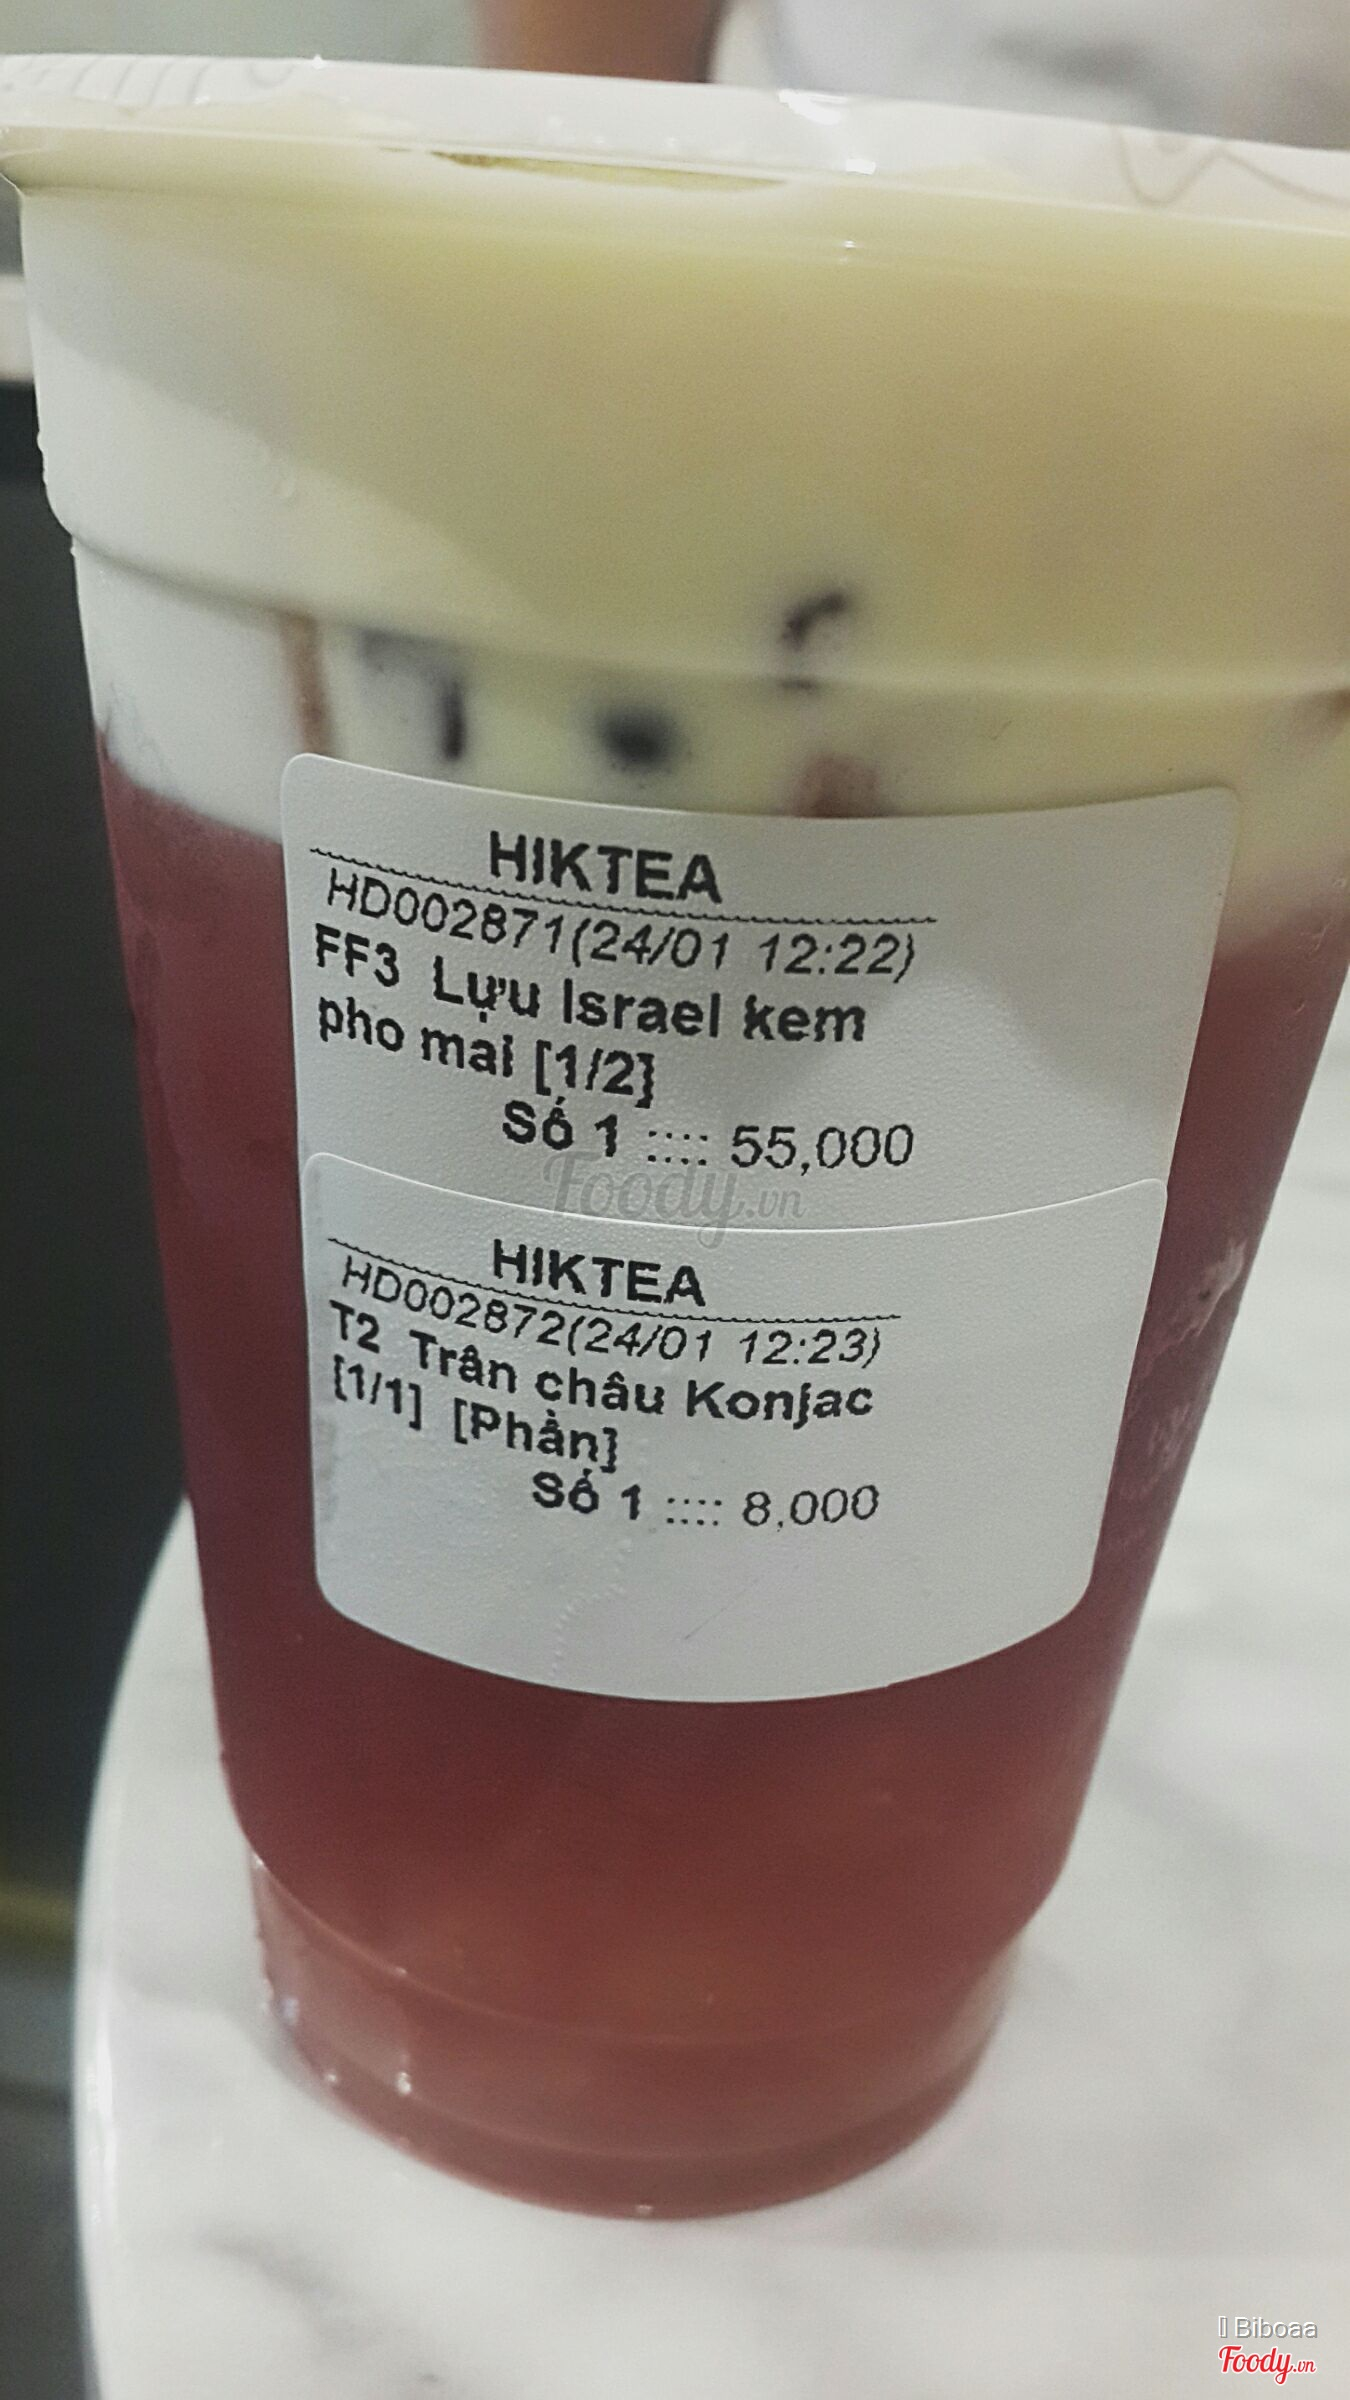 HIKTEA
HD002871(24/01 12:22)
FF3 Lựu Israel kem
pho mai [1/2]
Số 1 :::: 55,000
Foody.vn
HIKTEA
HD002872(24/01 12:23)
T2 Trân châu Konjac
[1/1] [Phần]
Số 1 :::: 8,000
Biboaa
Foody.vn